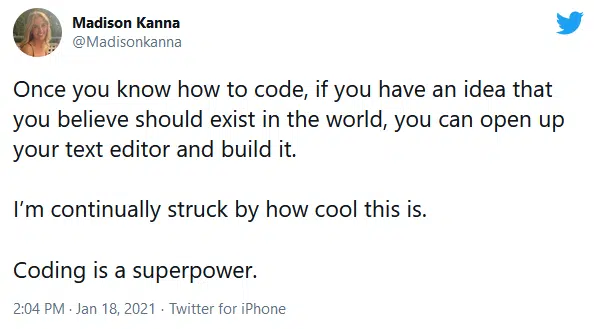 Madison Kanna
@Madisonkanna
Once you know how to code, if you have an idea that
you believe should exist in the world, you can open up
your text editor and build it.
I’m continually struck by how cool this is.
Coding is a superpower.
2:04 PM · Jan 18, 2021 · Twitter for iPhone